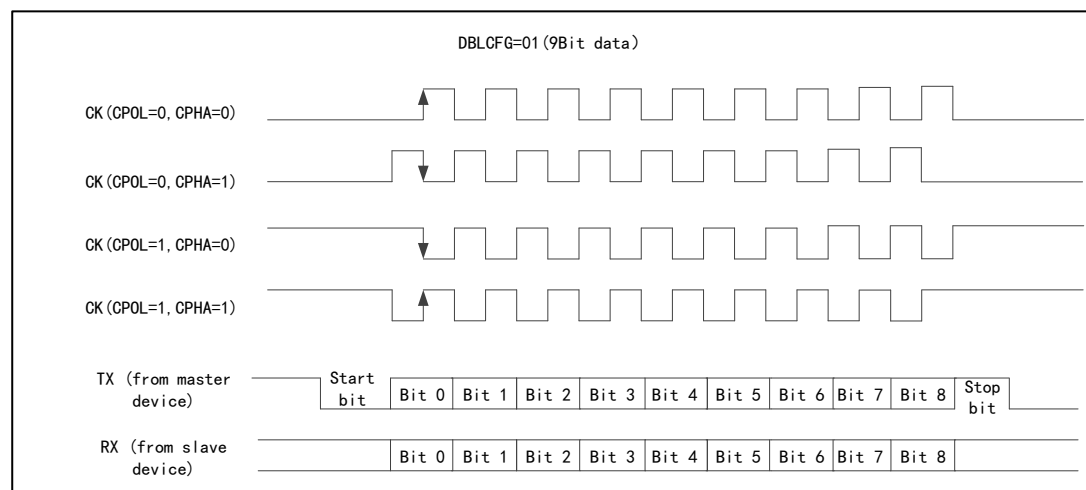 DBLCFG=01(9Bit data)
CK(CPOL=0,CPHA=0)
CK(CPOL=0,CPHA=1)
CK(CPOL=1,CPHA=0)
CK(CPOL=1,CPHA=1)
TX (from master
device)
Start
bit
Bit 0 Bit 1 Bit 2 Bit 3 Bit 4 Bit 5 Bit 6 Bit 7 Bit 8
Stop
bit
RX (from slave
device)
Bit 0 Bit 1 Bit 2 Bit 3 Bit 4 Bit 5 Bit 6 Bit 7 Bit 8